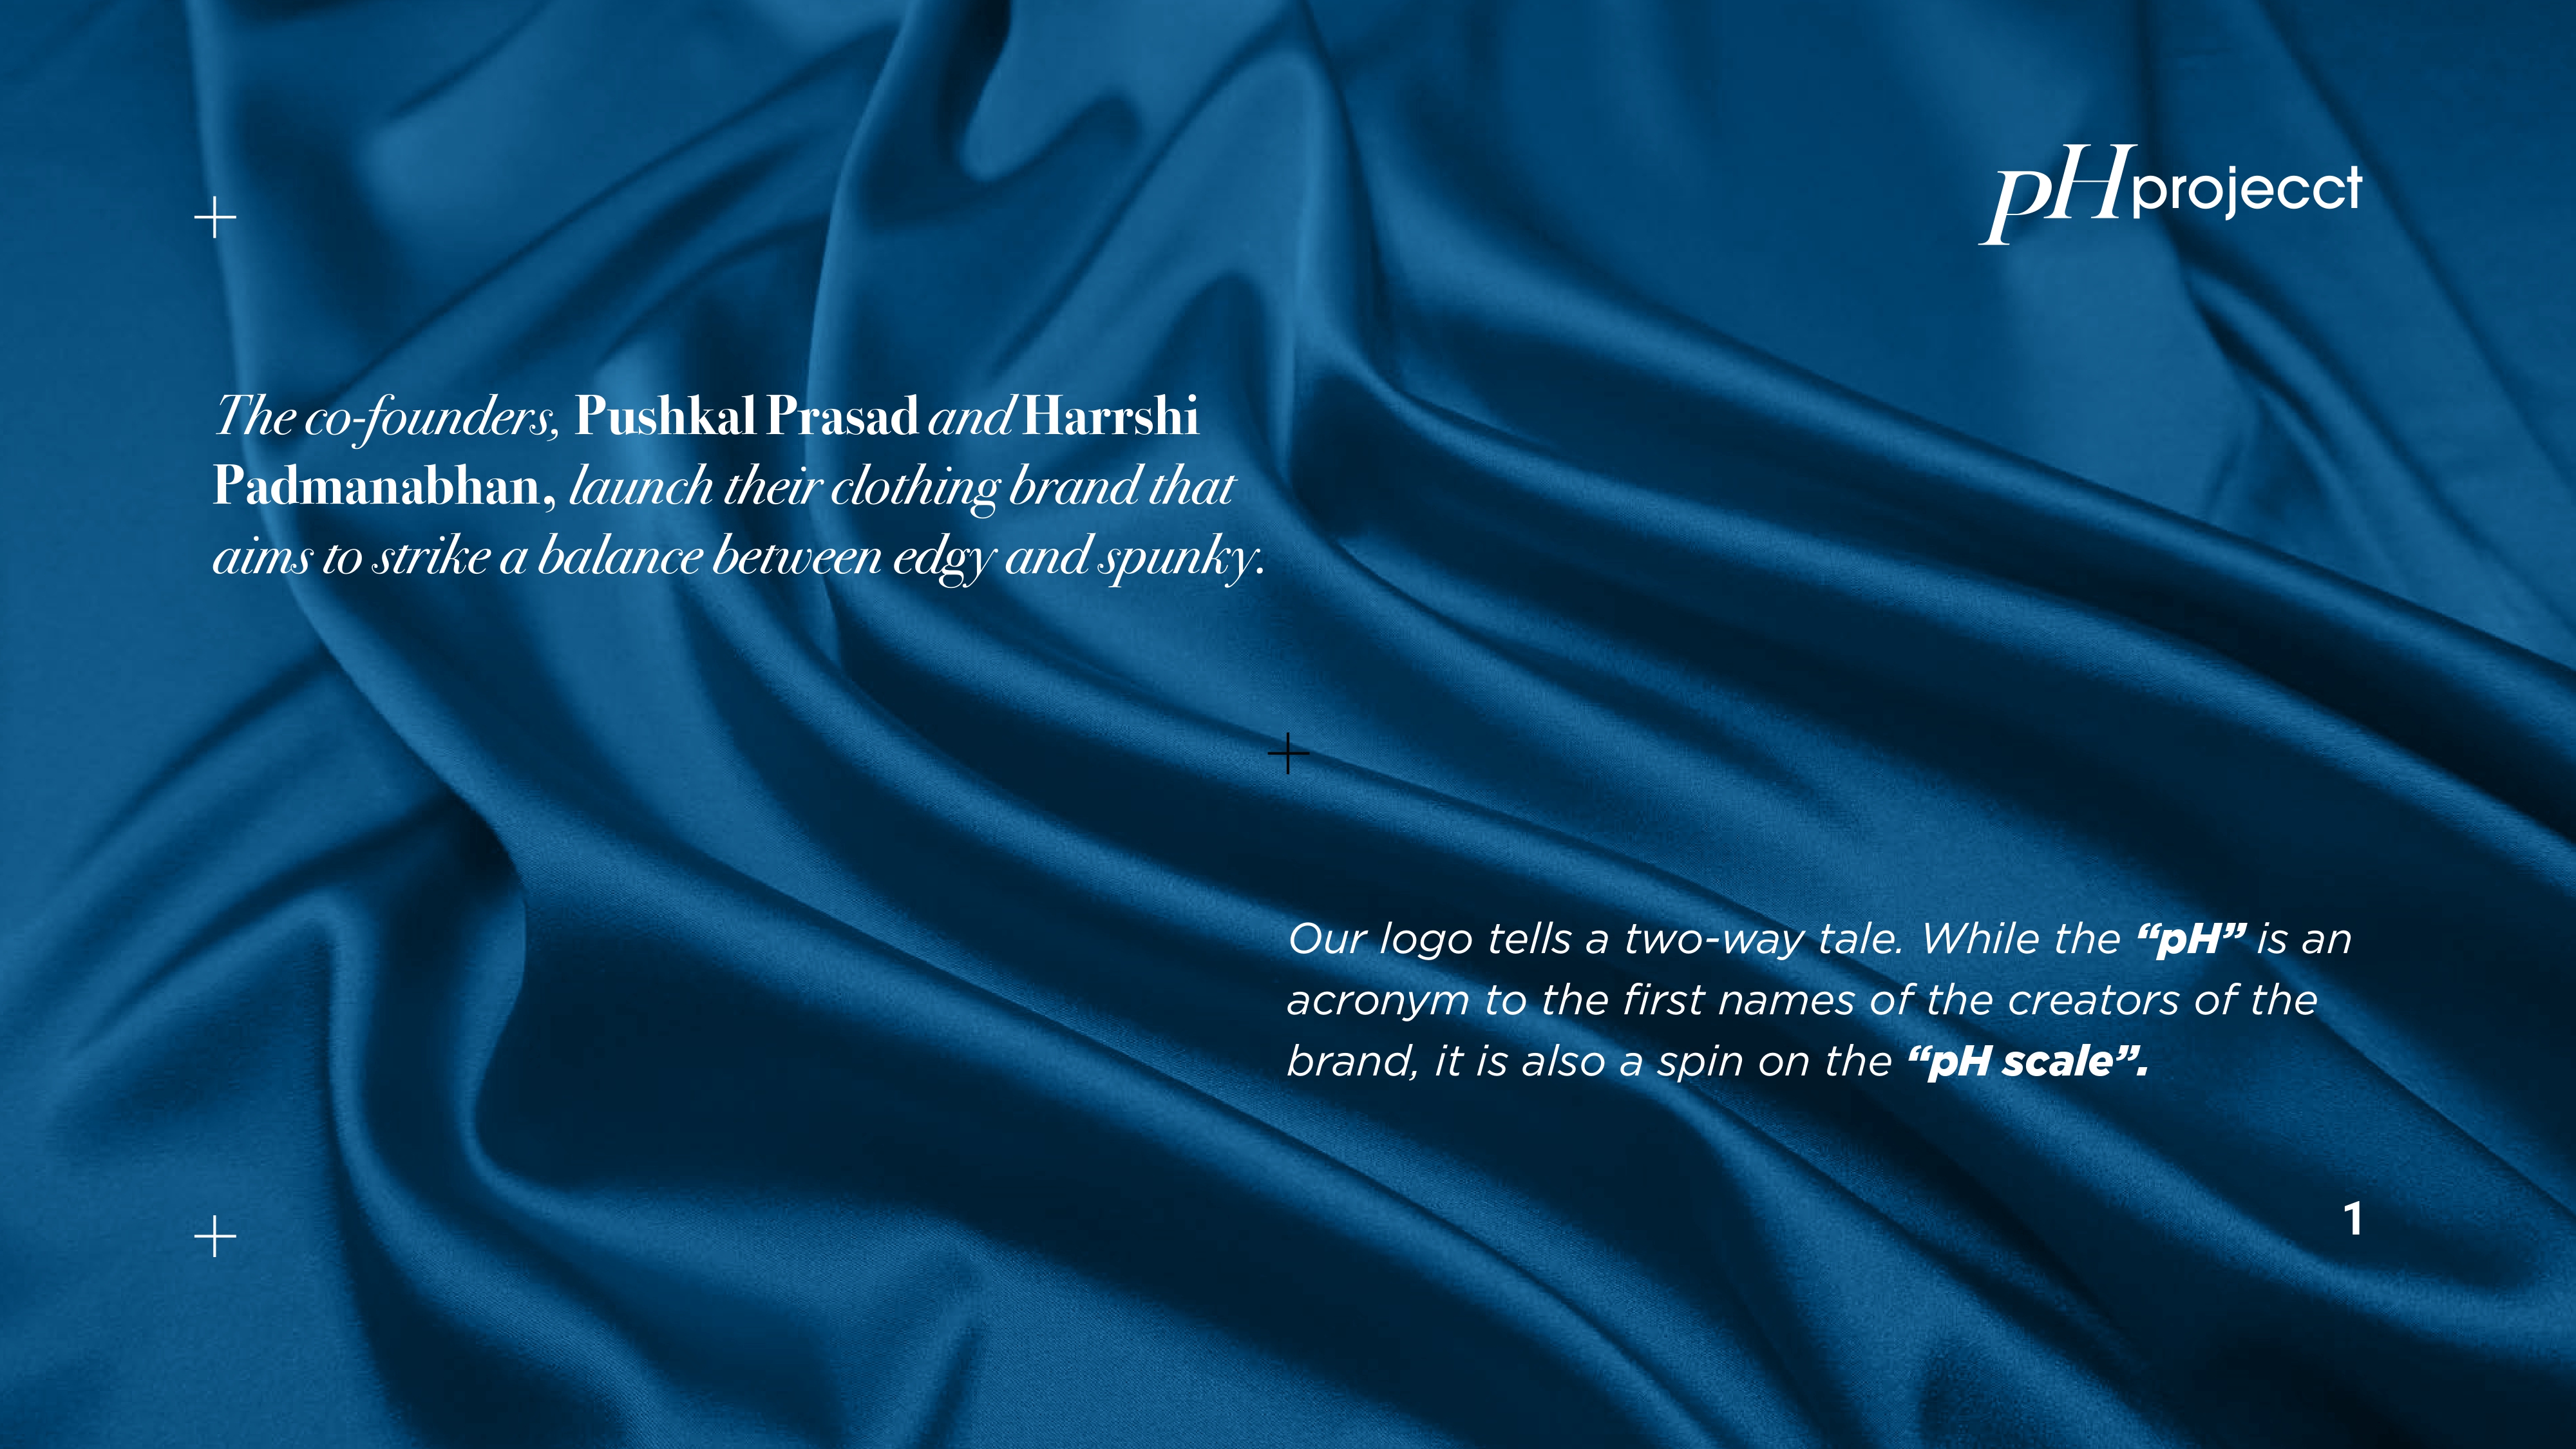 pHprojecct
The co-founders, Pushkal Prasad and Harrshi
Padmanabhan, launch their clothing brand that
aims to strike a balance between edgy and spunky.
Our logo tells a two-way tale. While the “pH” is an
acronym to the first names of the creators of the
brand, it is also a spin on the “pH scale”.
1